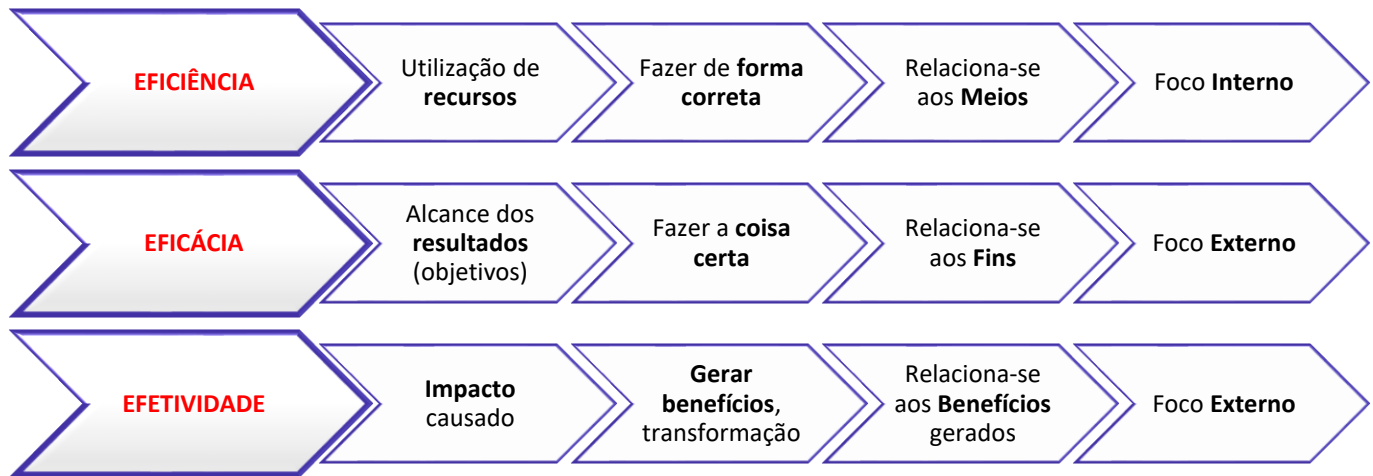 EFICIÊNCIA
Utilização de
recursos
Fazer de forma
correta
Relaciona-se
aos Meios
Foco Interno
EFICÁCIA
Alcance dos
resultados
(objetivos)
Fazer a coisa
certa
Relaciona-se
aos Fins
Foco Externo
EFETIVIDADE
Impacto
causado
Gerar
benefícios,
transformação
Relaciona-se
aos Benefícios
gerados
Foco Externo